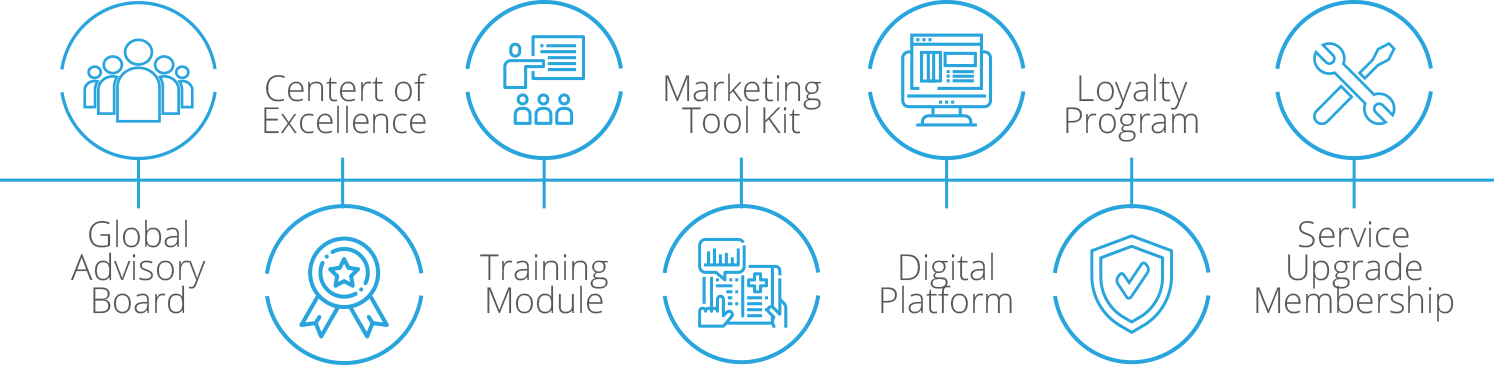 Global
Advisory
Board
Centert of
Excellence
Training
Module
Marketing
Tool Kit
Digital
Platform
Loyalty
Program
Service
Upgrade
Membership